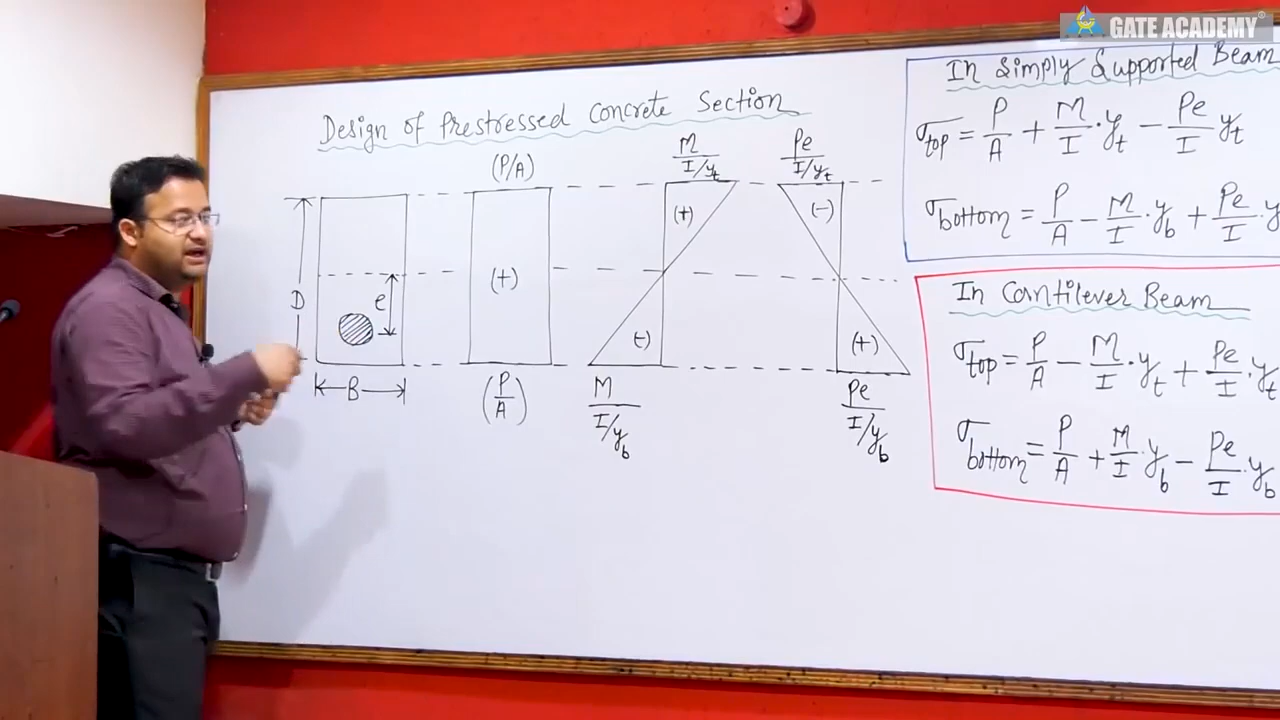 GATE ACADEMY
Design of Prestressed Concrete Section
(P/A)
M
I/yt
Pe
I/yt
(+)
(-)
(+)
D
e
(-)
(+)
B
(P/A)
M
I/yb
Pe
I/yb
In Simply Supported Beam
σtop = P/A + M/I · yt - Pe/I yt
σbottom = P/A - M/I · yb + Pe/I · y
In Cantilever Beam
σtop = P/A - M/I · yt + Pe/I · yt
σbottom = P/A + M/I · yb - Pe/I · yb